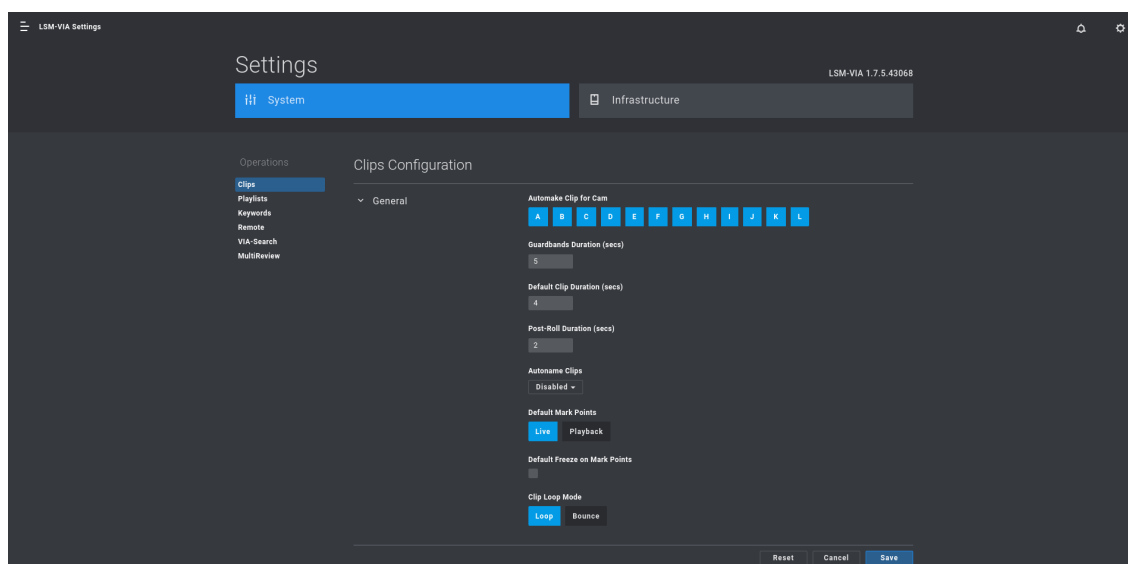 LSM-VIA Settings
Settings
LSM-VIA 1.7.5.43068
System
Infrastructure
Operations
Clips
Playlists
Keywords
Remote
VIA-Search
MultiReview
Clips Configuration
General
Automake Clip for Cam
A B C D E F G H I J K L
Guardbands Duration (secs)
5
Default Clip Duration (secs)
4
Post-Roll Duration (secs)
2
Autoname Clips
Disabled
Default Mark Points
Live Playback
Default Freeze on Mark Points
Clip Loop Mode
Loop Bounce
Reset Cancel Save